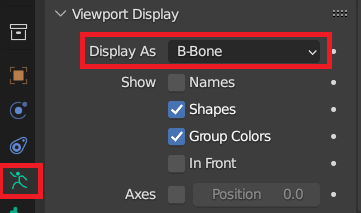 Viewport Display
Display As B-Bone
Show Names
Shapes
Group Colors
In Front
Axes Position 0.0